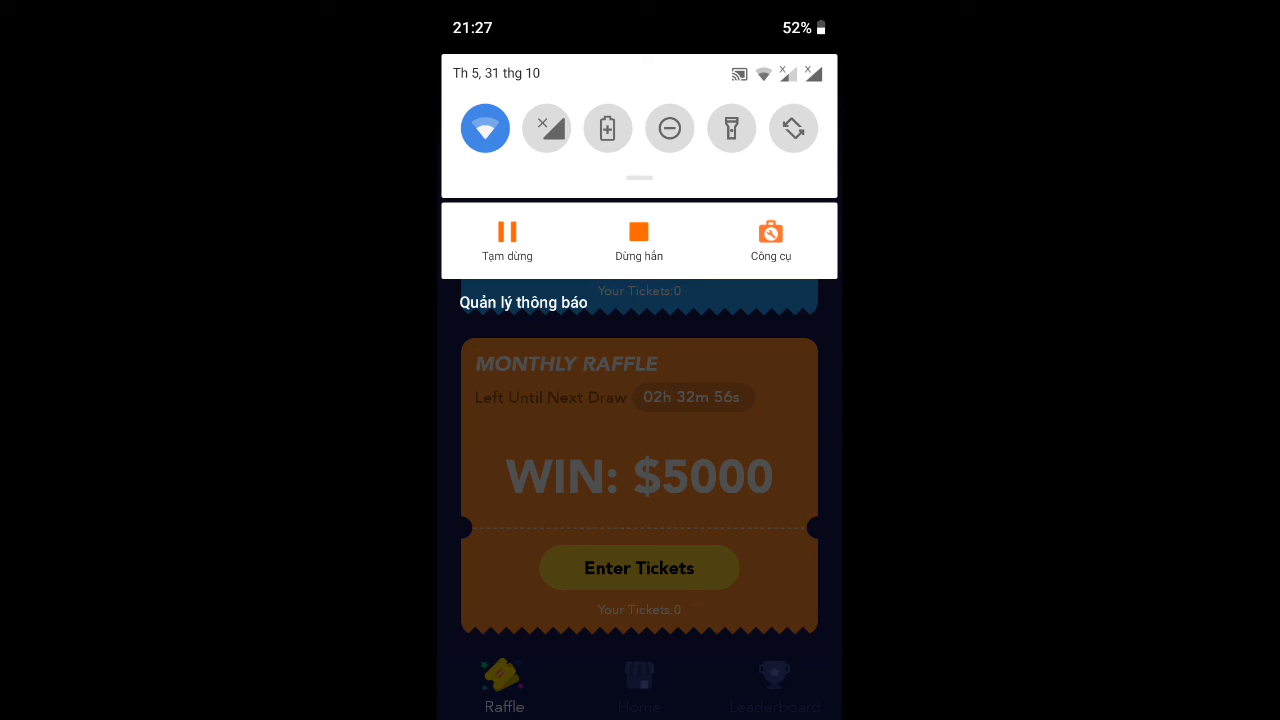 21:27
52%
Th 5, 31 thg 10
Tạm dừng
Dừng hẳn
Công cụ
Your Tickets:0
Quản lý thông báo
MONTHLY RAFFLE
Left Until Next Draw 02h 32m 56s
WIN: $5000
Enter Tickets
Your Tickets:0
Raffle
Home
Leaderboard